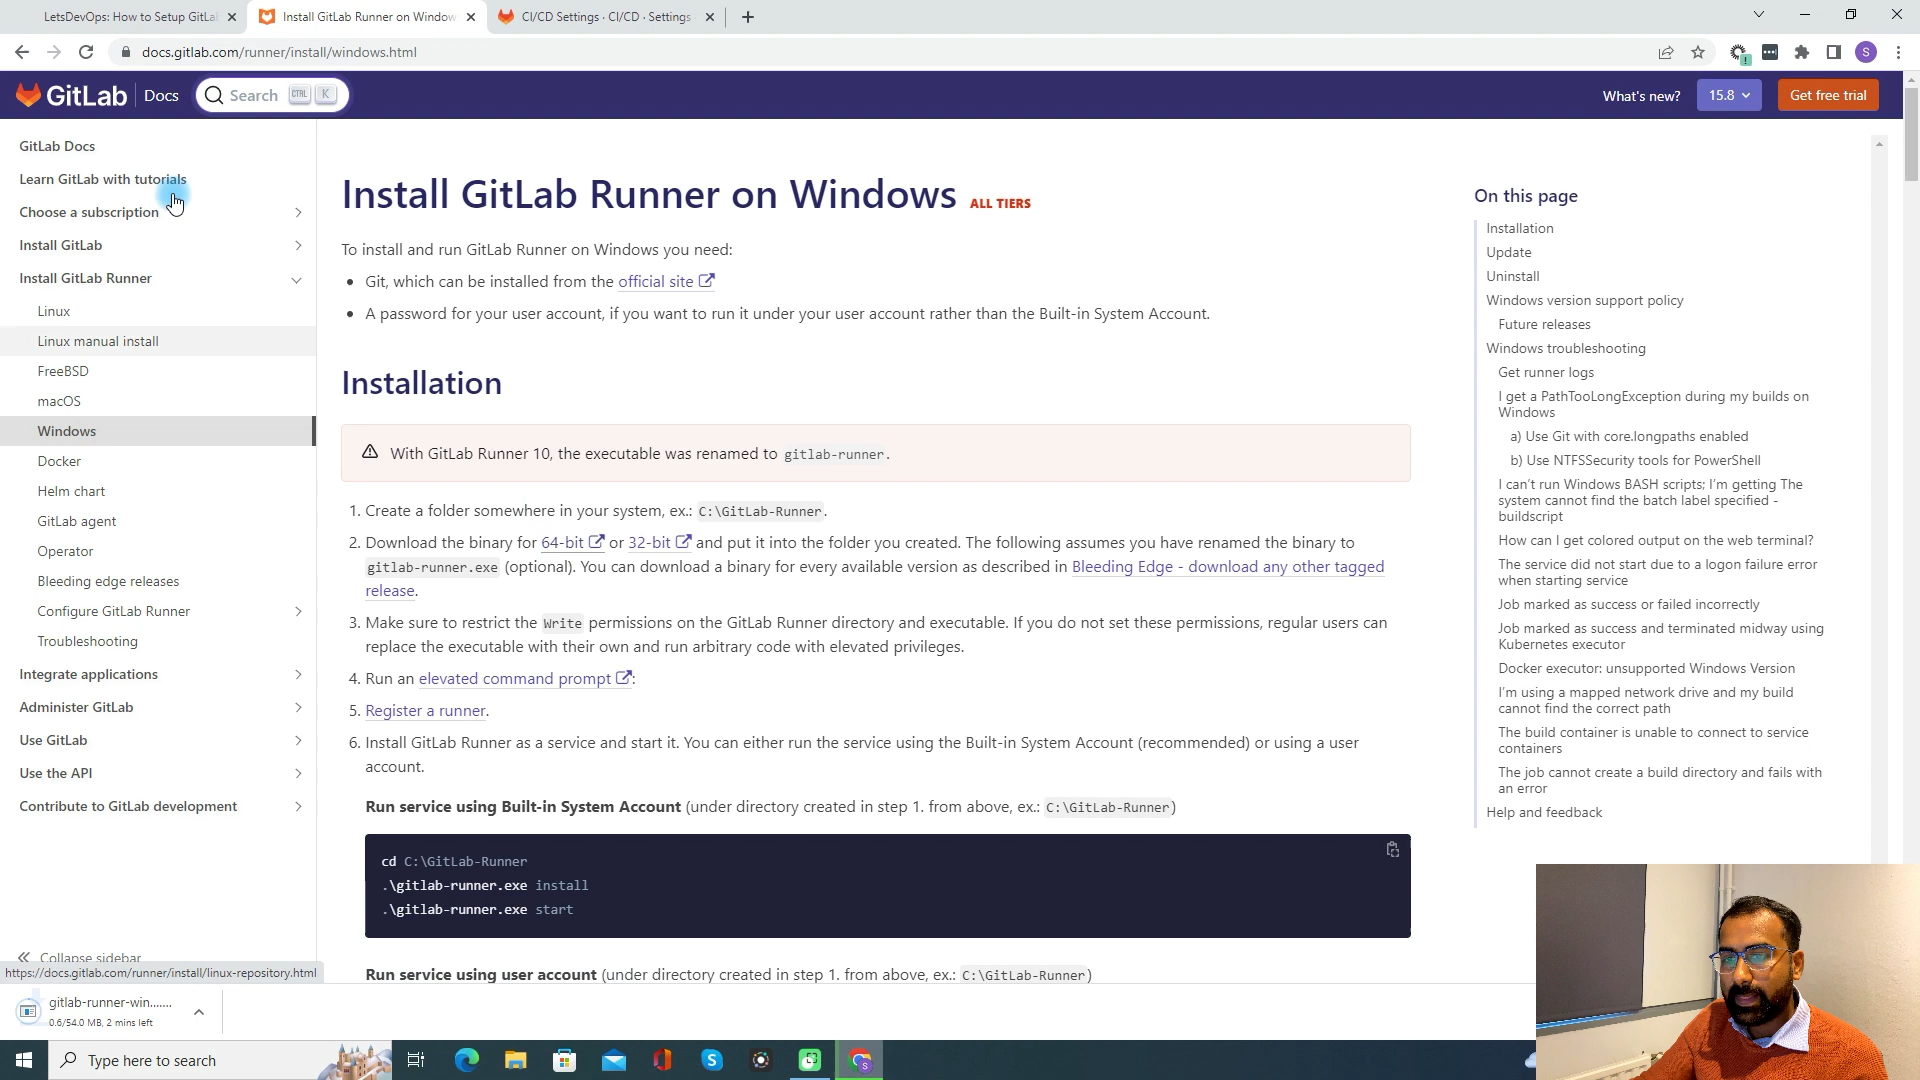 LetsDevOps: How to Setup GitLa
Install GitLab Runner on Window
CI/CD Settings · CI/CD · Settings
docs.gitlab.com/runner/install/windows.html
S
GitLab
Docs
Search
CTRL
K
What's new?
15.8
Get free trial
GitLab Docs
Learn GitLab with tutorials
Choose a subscription
Install GitLab
Install GitLab Runner
Linux
Linux manual install
FreeBSD
macOS
Windows
Docker
Helm chart
GitLab agent
Operator
Bleeding edge releases
Configure GitLab Runner
Troubleshooting
Integrate applications
Administer GitLab
Use GitLab
Use the API
Contribute to GitLab development
Collapse sidebar
https://docs.gitlab.com/runner/install/linux-repository.html
Install GitLab Runner on Windows ALL TIERS
To install and run GitLab Runner on Windows you need:
• Git, which can be installed from the official site
• A password for your user account, if you want to run it under your user account rather than the Built-in System Account.
Installation
With GitLab Runner 10, the executable was renamed to gitlab-runner.
1. Create a folder somewhere in your system, ex.: C:\GitLab-Runner.
2. Download the binary for 64-bit or 32-bit and put it into the folder you created. The following assumes you have renamed the binary to
gitlab-runner.exe (optional). You can download a binary for every available version as described in Bleeding Edge - download any other tagged
release.
3. Make sure to restrict the Write permissions on the GitLab Runner directory and executable. If you do not set these permissions, regular users can
replace the executable with their own and run arbitrary code with elevated privileges.
4. Run an elevated command prompt:
5. Register a runner.
6. Install GitLab Runner as a service and start it. You can either run the service using the Built-in System Account (recommended) or using a user
account.
Run service using Built-in System Account (under directory created in step 1. from above, ex.: C:\GitLab-Runner)
cd C:\GitLab-Runner
.\gitlab-runner.exe install
.\gitlab-runner.exe start
Run service using user account (under directory created in step 1. from above, ex.: C:\GitLab-Runner)
On this page
Installation
Update
Uninstall
Windows version support policy
Future releases
Windows troubleshooting
Get runner logs
I get a PathTooLongException during my builds on
Windows
a) Use Git with core.longpaths enabled
b) Use NTFSSecurity tools for PowerShell
I can't run Windows BASH scripts; I'm getting The
system cannot find the batch label specified -
buildscript
How can I get colored output on the web terminal?
The service did not start due to a logon failure error
when starting service
Job marked as success or failed incorrectly
Job marked as success and terminated midway using
Kubernetes executor
Docker executor: unsupported Windows Version
I'm using a mapped network drive and my build
cannot find the correct path
The build container is unable to connect to service
containers
The job cannot create a build directory and fails with
an error
Help and feedback
gitlab-runner-win.......
0.6/54.0 MB, 2 mins left
Type here to search